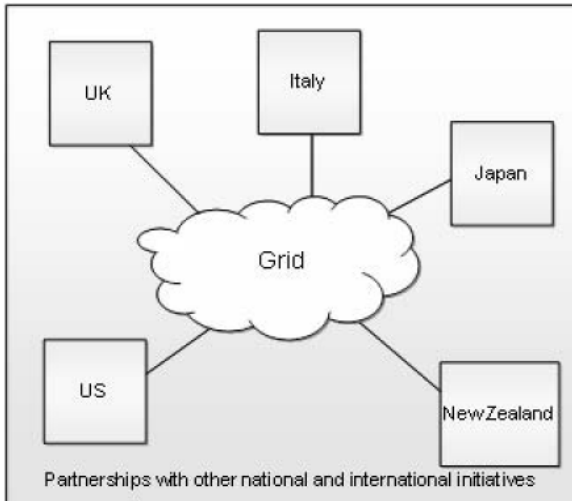 UK
Italy
Japan
Grid
US
NewZealand
Partnerships with other national and international initiatives